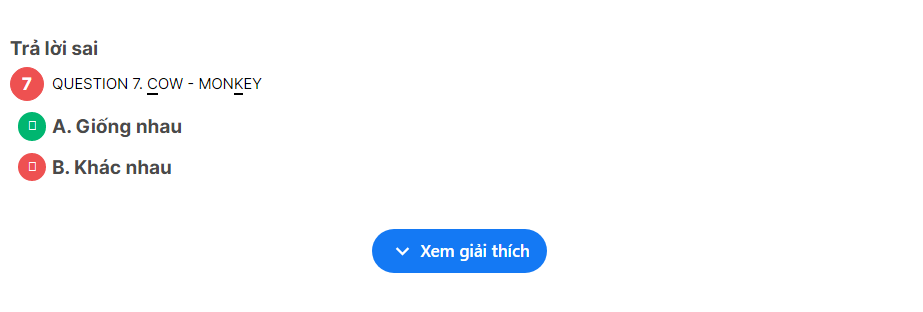 Trả lời sai
7 QUESTION 7. COW - MONKEY
A. Giống nhau
B. Khác nhau
Xem giải thích